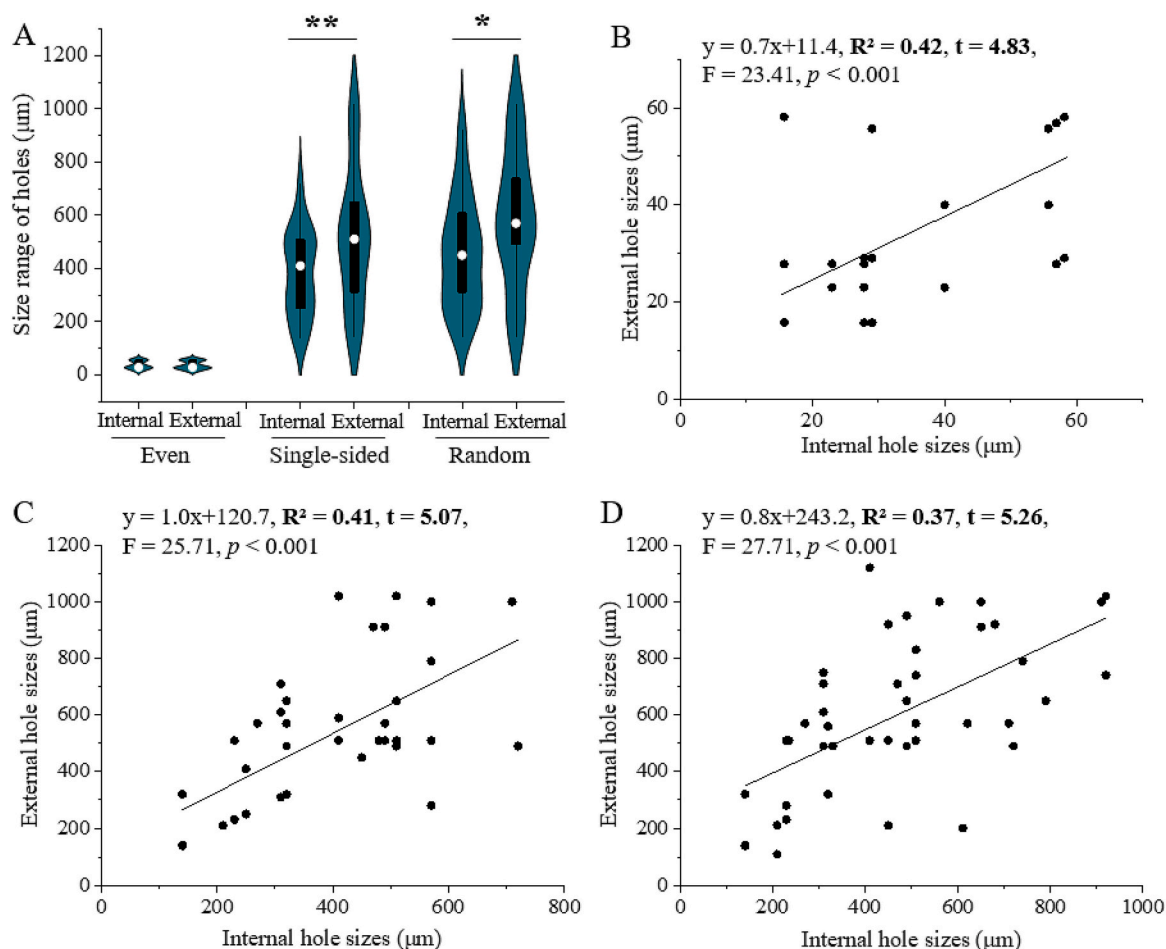 A
Size range of holes (μm)
1200
1000
800
600
400
200
0
**
*
Internal External Internal External Internal External
Even Single-sided Random
B
y = 0.7x+11.4, R² = 0.42, t = 4.83,
F = 23.41, p < 0.001
External hole sizes (μm)
60
40
20
0
0 20 40 60
Internal hole sizes (μm)
C
y = 1.0x+120.7, R² = 0.41, t = 5.07,
F = 25.71, p < 0.001
External hole sizes (μm)
1200
1000
800
600
400
200
0
200 400 600 800
Internal hole sizes (μm)
D
y = 0.8x+243.2, R² = 0.37, t = 5.26,
F = 27.71, p < 0.001
External hole sizes (μm)
1200
1000
800
600
400
200
0
0 200 400 600 800 1000
Internal hole sizes (μm)